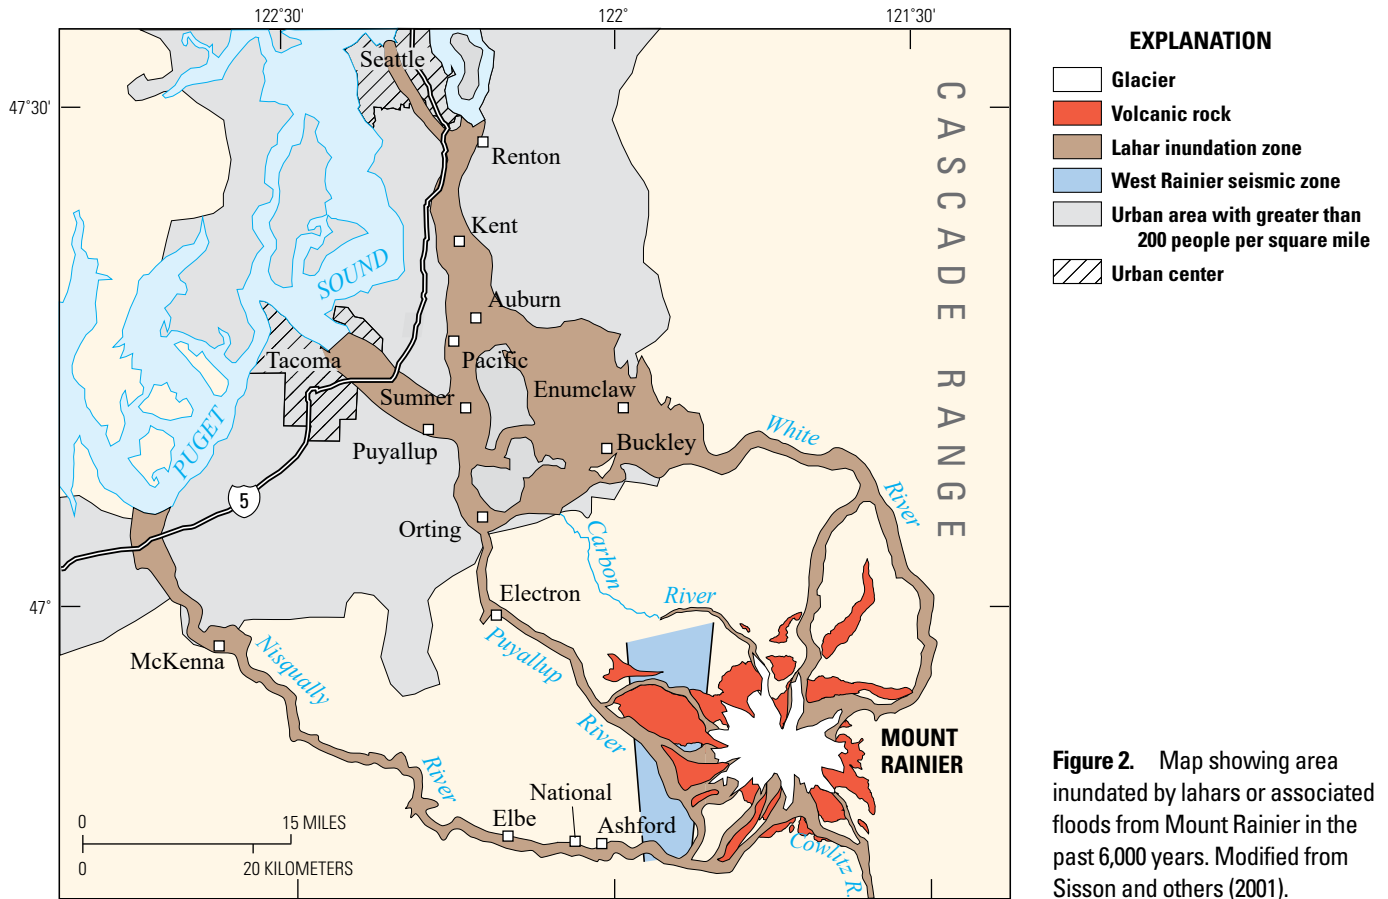 122°30'
122°
121°30'
47°30'
47°
Seattle
Renton
Kent
Auburn
Pacific
Tacoma
Sumner
Enumclaw
Puyallup
Buckley
Orting
Electron
McKenna
National
Elbe
Ashford
PUGET
SOUND
5
White
River
Carbon
River
Puyallup
River
Nisqually
River
Cowlitz R.
CASCADE RANGE
MOUNT
RAINIER
0
15 MILES
0
20 KILOMETERS
EXPLANATION
Glacier
Volcanic rock
Lahar inundation zone
West Rainier seismic zone
Urban area with greater than
200 people per square mile
Urban center
Figure 2. Map showing area
inundated by lahars or associated
floods from Mount Rainier in the
past 6,000 years. Modified from
Sisson and others (2001).